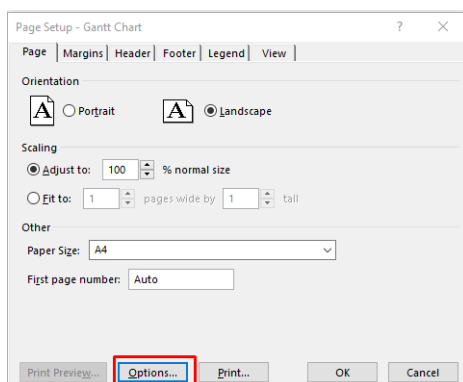 Page Setup - Gantt Chart ? ×
Page Margins Header Footer Legend View
Orientation
A Portrait A Landscape
Scaling
Adjust to: 100 % normal size
Fit to: 1 pages wide by 1 tall
Other
Paper Size: A4
First page number: Auto
Print Preview... Options... Print... OK Cancel